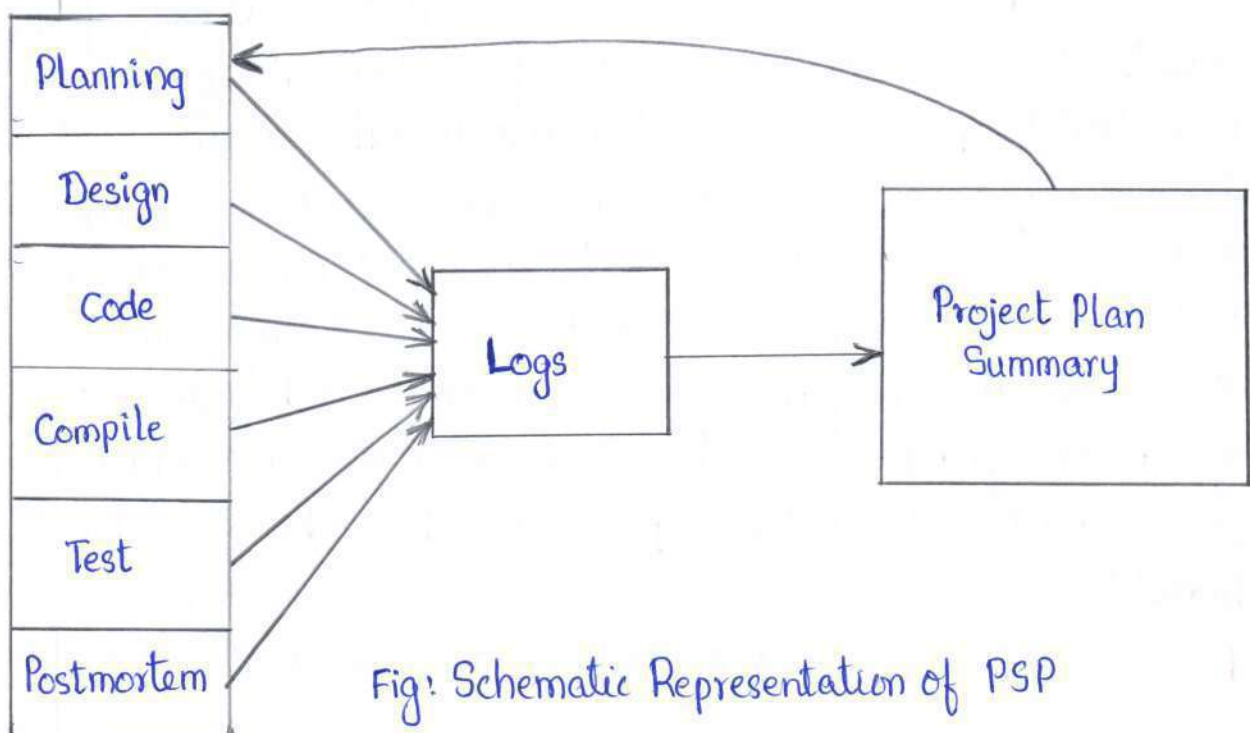 Planning
Design
Code
Compile
Test
Postmortem
Logs
Project Plan
Summary
Fig: Schematic Representation of PSP